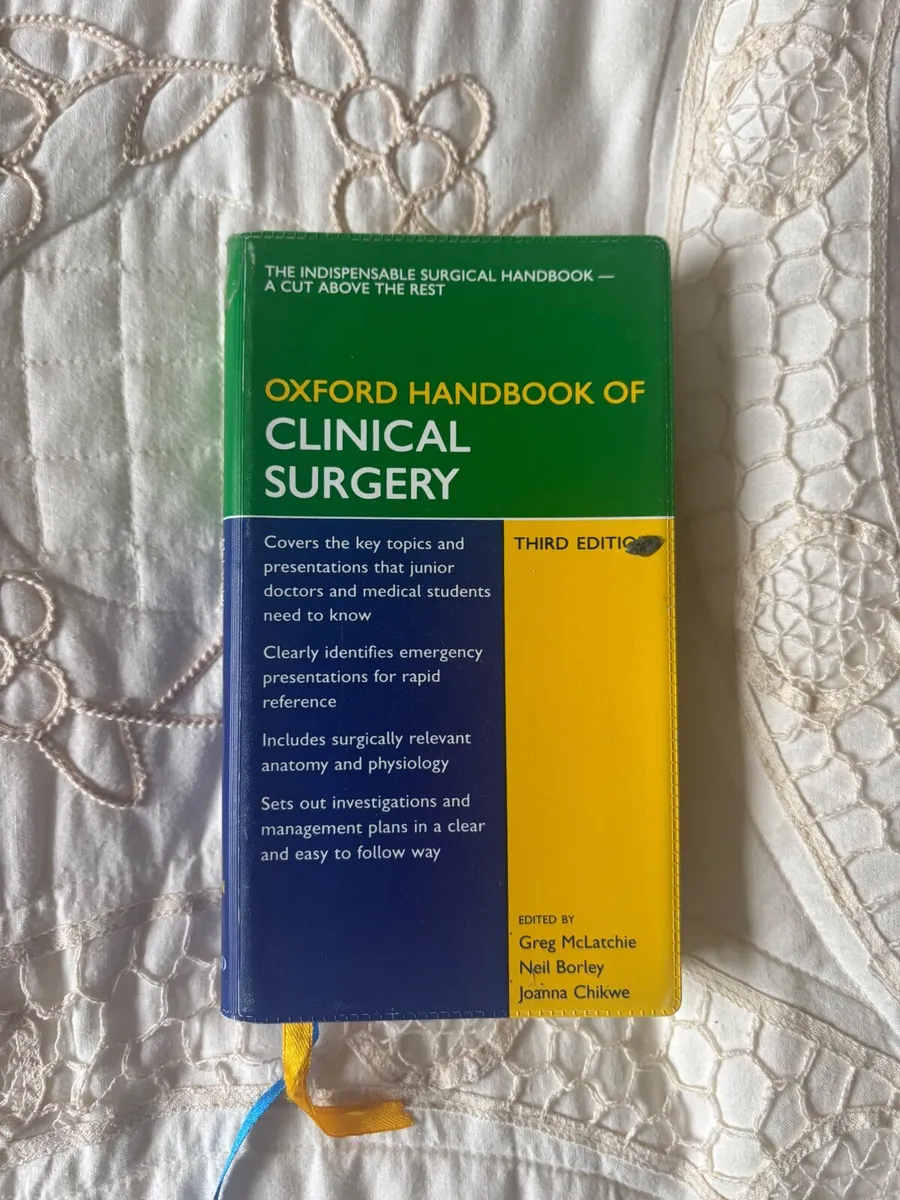 THE INDISPENSABLE SURGICAL HANDBOOK —
A CUT ABOVE THE REST
OXFORD HANDBOOK OF
CLINICAL
SURGERY
Covers the key topics and
presentations that junior
doctors and medical students
need to know
Clearly identifies emergency
presentations for rapid
reference
Includes surgically relevant
anatomy and physiology
Sets out investigations and
management plans in a clear
and easy to follow way
THIRD EDITIO
EDITED BY
Greg McLatchie
Neil Borley
Joanna Chikwe